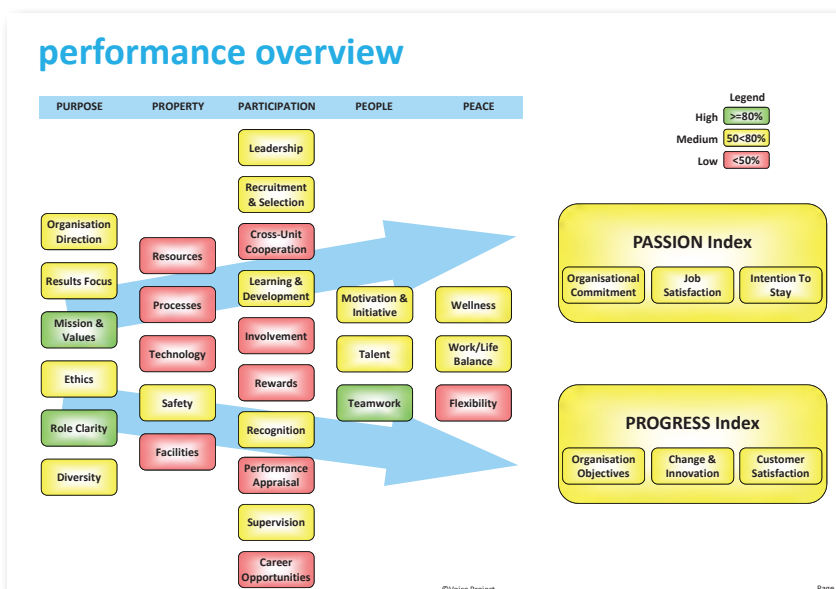 performance overview
PURPOSE
PROPERTY
PARTICIPATION
PEOPLE
PEACE
Organisation
Direction
Results Focus
Mission &
Values
Ethics
Role Clarity
Diversity
Resources
Processes
Technology
Safety
Facilities
Leadership
Recruitment
& Selection
Cross-Unit
Cooperation
Learning &
Development
Involvement
Rewards
Recognition
Performance
Appraisal
Supervision
Career
Opportunities
Motivation &
Initiative
Talent
Teamwork
Wellness
Work/Life
Balance
Flexibility
Legend
High >=80%
Medium 50<80%
Low <50%
PASSION Index
Organisational
Commitment
Job
Satisfaction
Intention To
Stay
PROGRESS Index
Organisation
Objectives
Change &
Innovation
Customer
Satisfaction
©Voice Project
Page